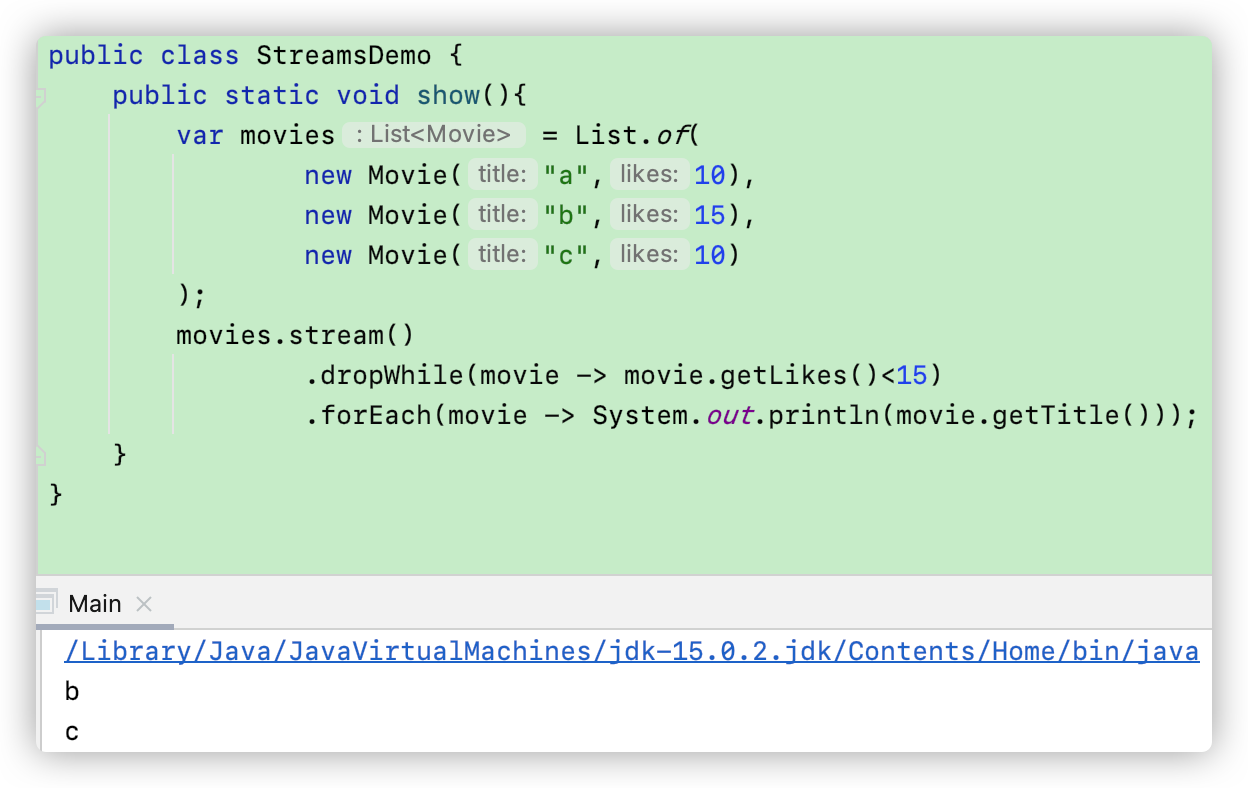 public class StreamsDemo {
public static void show(){
var movies : List<Movie> = List.of(
new Movie( title: "a", likes: 10),
new Movie( title: "b", likes: 15),
new Movie( title: "c", likes: 10)
);
movies.stream()
.dropWhile(movie -> movie.getLikes()<15)
.forEach(movie -> System.out.println(movie.getTitle()));
}
}
Main
/Library/Java/JavaVirtualMachines/jdk-15.0.2.jdk/Contents/Home/bin/java
b
c